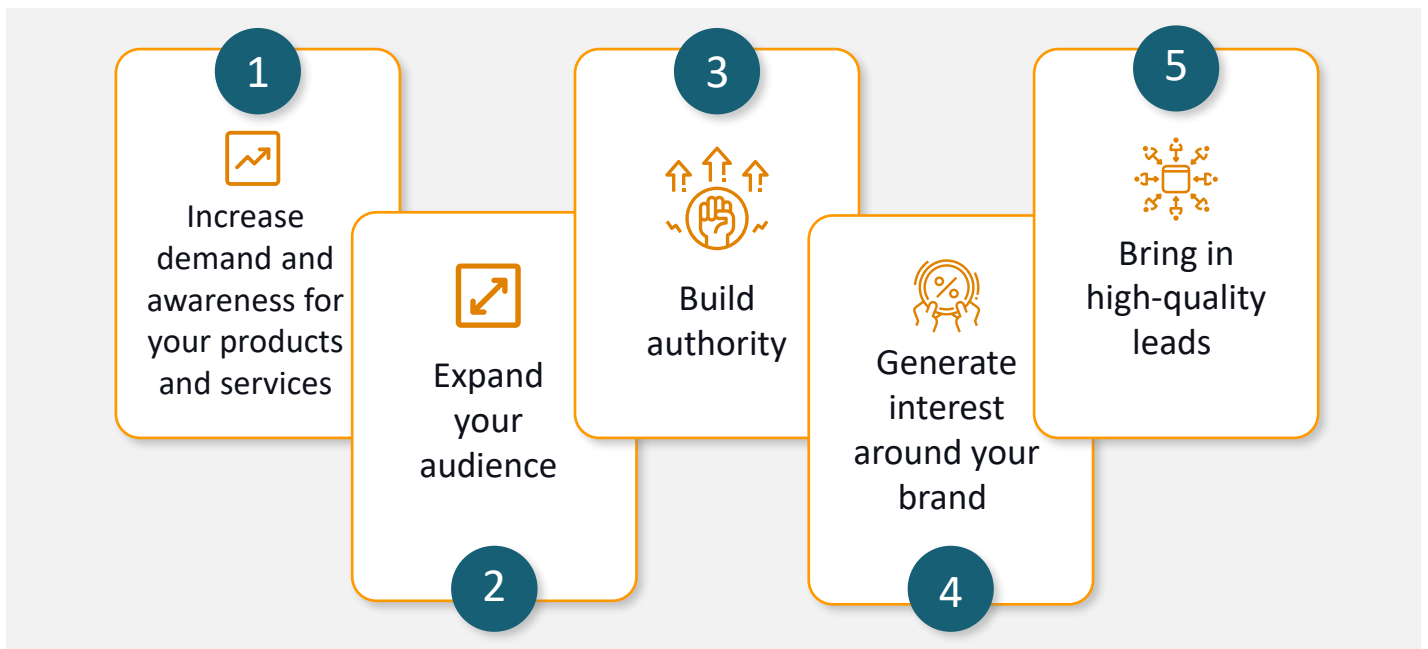 1
Increase
demand and
awareness for
your products
and services
2
Expand
your
audience
3
Build
authority
4
Generate
interest
around your
brand
5
Bring in
high-quality
leads